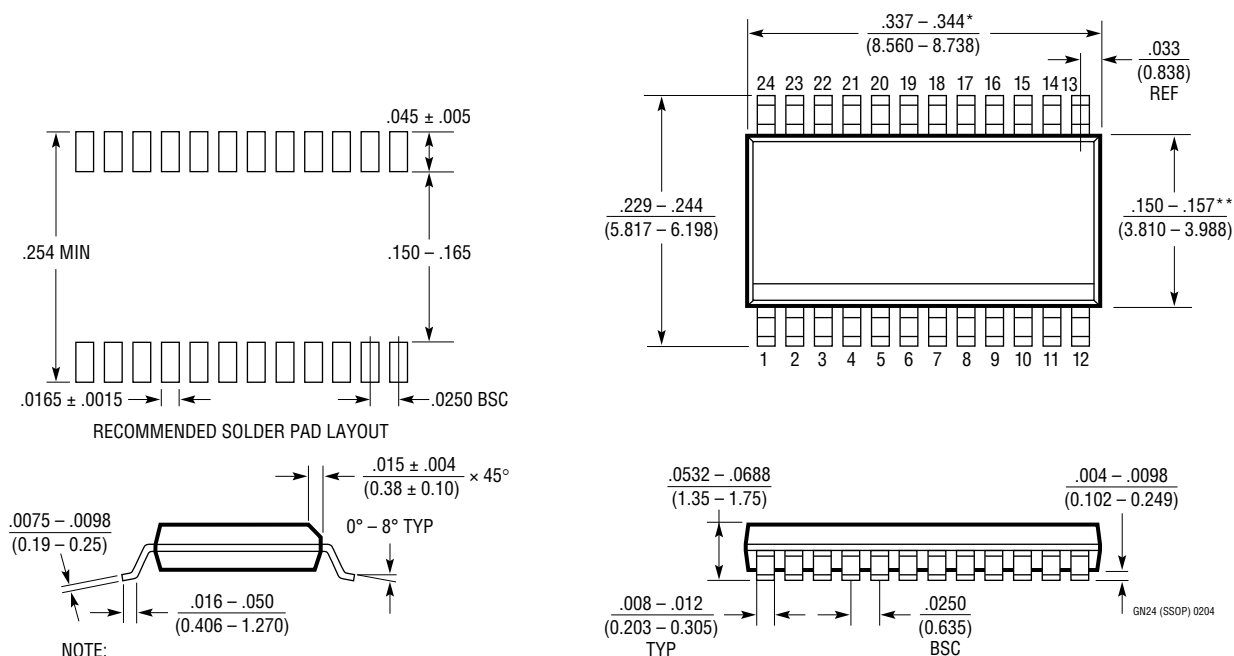 .337 – .344*
(8.560 – 8.738)
.033
(0.838)
REF
24 23 22 21 20 19 18 17 16 15 14 13
.045 ± .005
.229 – .244
(5.817 – 6.198)
.150 – .157**
(3.810 – 3.988)
.254 MIN
.150 – .165
1 2 3 4 5 6 7 8 9 10 11 12
.0165 ± .0015
.0250 BSC
RECOMMENDED SOLDER PAD LAYOUT
.015 ± .004
(0.38 ± 0.10)
× 45°
.0075 – .0098
(0.19 – 0.25)
0° – 8° TYP
.016 – .050
(0.406 – 1.270)
NOTE:
.0532 – .0688
(1.35 – 1.75)
.004 – .0098
(0.102 – 0.249)
.008 – .012
(0.203 – 0.305)
TYP
.0250
(0.635)
BSC
GN24 (SSOP) 0204